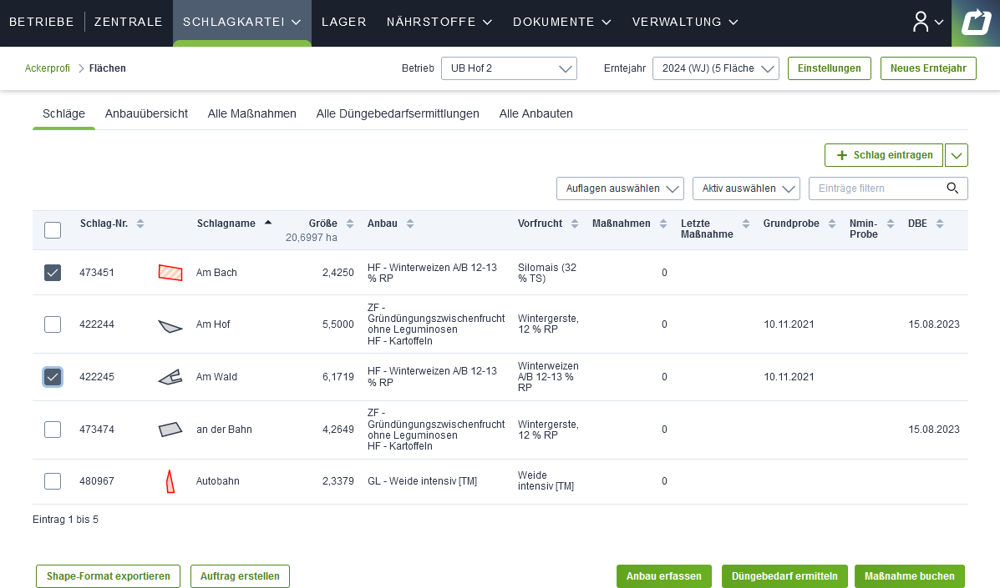 BETRIEBE ZENTRALE SCHLAGKARTEI LAGER NÄHRSTOFFE DOKUMENTE VERWALTUNG
Ackerprofi Flächen Betrieb UB Hof 2 Erntejahr 2024 (WJ) (5 Fläche Einstellungen Neues Erntejahr
Schläge Anbauübersicht Alle Maßnahmen Alle Düngebedarfsermittlungen Alle Anbauten
+ Schlag eintragen
Auflagen auswählen Aktiv auswählen Einträge filtern
Schlag-Nr. Schlagname Größe Anbau Vorfrucht Maßnahmen Letzte Grundprobe Nmin- DBE
20,6997 ha Maßnahme Probe
473451 Am Bach 2,4250 HF - Winterweizen A/B 12-13 Silomais (32 0
% RP % TS)
ZF -
422244 Am Hof 5,5000 Gründüngungszwischenfrucht Wintergerste, 0 10.11.2021 15.08.2023
ohne Leguminosen 12 % RP
HF - Kartoffeln
422245 Am Wald 6,1719 HF - Winterweizen A/B 12-13 Winterweizen 0 10.11.2021
% RP A/B 12-13 %
RP
ZF -
473474 an der Bahn 4,2649 Gründüngungszwischenfrucht Wintergerste, 0 15.08.2023
ohne Leguminosen 12 % RP
HF - Kartoffeln
480967 Autobahn 2,3379 GL - Weide intensiv [TM] Weide 0
intensiv [TM]
Eintrag 1 bis 5
Shape-Format exportieren Auftrag erstellen Anbau erfassen Düngebedarf ermitteln Maßnahme buchen